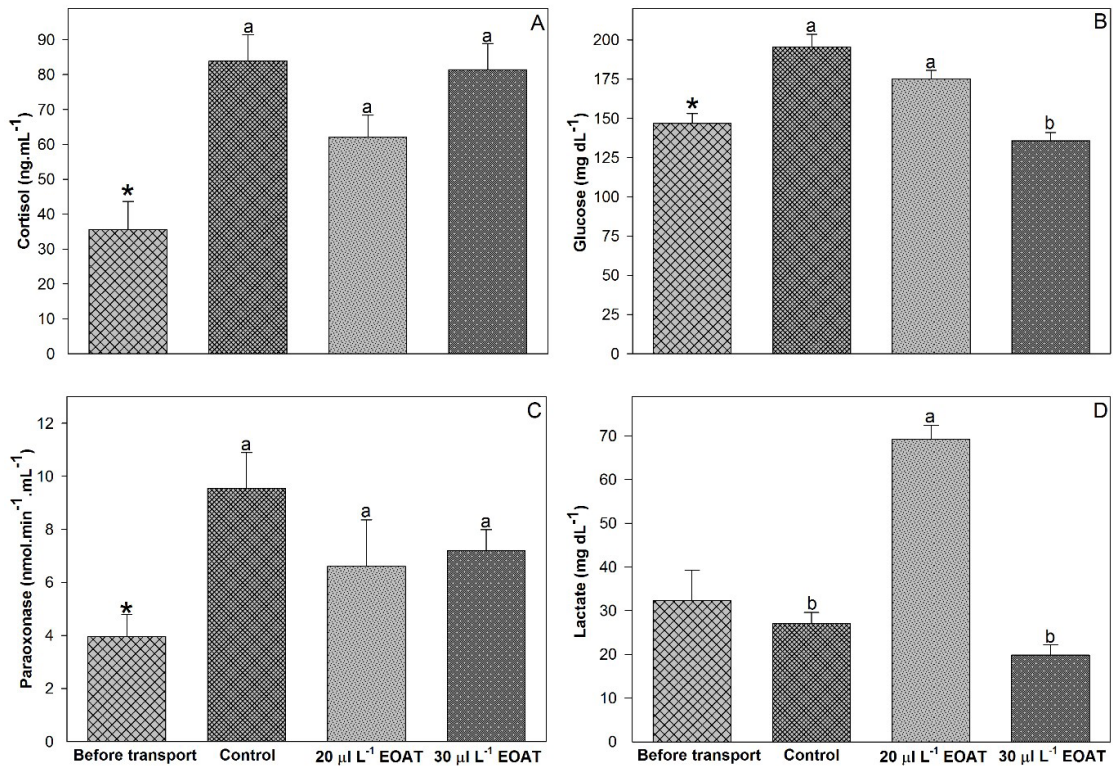 A
Cortisol (ng.mL⁻¹)
90
80
70
60
50
40
30
20
10
0
*
a
a
a
B
Glucose (mg dL⁻¹)
200
175
150
125
100
75
50
25
0
*
a
a
b
C
Paraoxonase (nmol.min⁻¹.mL⁻¹)
12
10
8
6
4
2
0
*
a
a
a
Before transport Control 20 µl L⁻¹ EOAT 30 µl L⁻¹ EOAT
D
Lactate (mg dL⁻¹)
70
60
50
40
30
20
10
0
b
a
b
Before transport Control 20 µl L⁻¹ EOAT 30 µl L⁻¹ EOAT